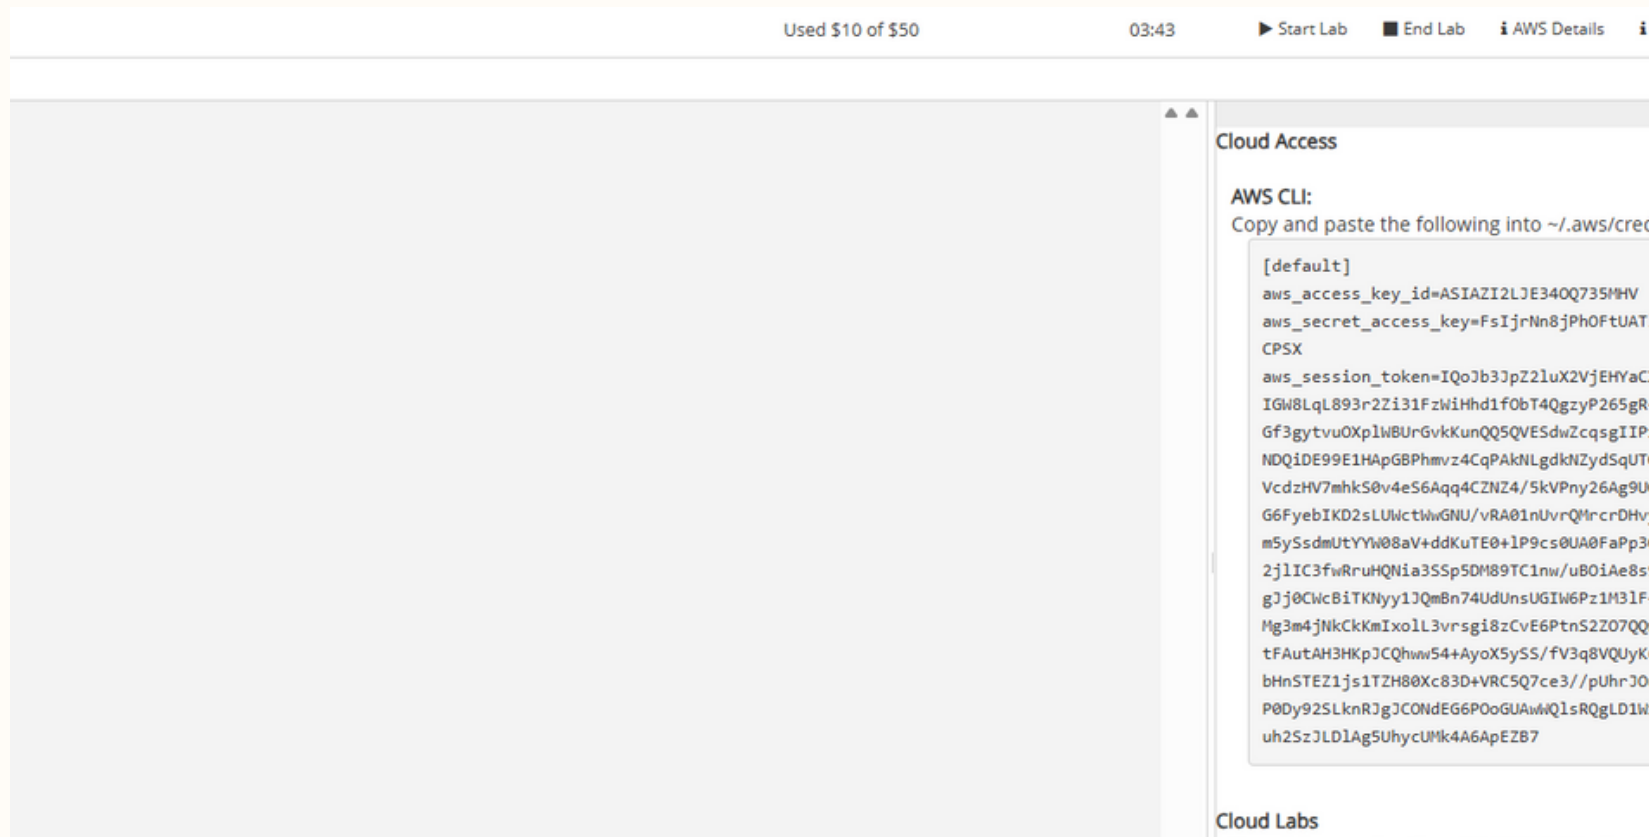 Used $10 of $50 03:43 Start Lab End Lab AWS Details
Cloud Access
AWS CLI:
Copy and paste the following into ~/.aws/cred
[default]
aws_access_key_id=ASIAZI2LJE34OQ735MHV
aws_secret_access_key=FsIjrNn8jPhOFtUAT
CPSX
aws_session_token=IQoJb3JpZ2luX2VjEHYaC
IGW8LqL893r2Zi31FzWiHhd1fObT4QgzyP265gR
Gf3gytvuOXplWBUrGvkKunQQ5QVESdwZcqsgIIP
NDQiDE99E1HApGBPhmvz4CqPAkNLgdkNZydSqUT
VcdzHV7mhkS0v4eS6Aqq4CZNZ4/5kVPny26Ag9U
G6FyebIKD2sLUWctWwGNU/vRA01nUvrQMrcrDHv
m5ySsdmUtYYW08aV+ddKuTE0+lP9cs0UA0FaPp3
2jlIC3fwRruHQNia3SSp5DM89TC1nw/uBOiAe8s
gJj0CWcBiTKNyy1JQmBn74UdUnsUGIW6Pz1M3lF
Mg3m4jNkCkKmIxolL3vrsgi8zCvE6PtnS2ZO7QQ
tFAutAH3HKpJCQhww54+AyoX5ySS/fV3q8VQUyK
bHnSTEZ1js1TZH80Xc83D+VRC5Q7ce3//pUhrJO
P0Dy92SLknRJgJCONdEG6POoGUAwWQlsRQgLD1W
uh2SzJLDlAg5UhycUMk4A6ApEZB7
Cloud Labs